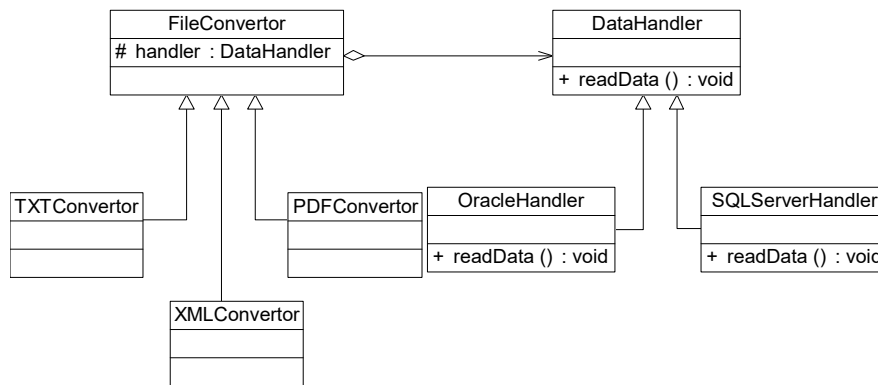 FileConvertor
# handler : DataHandler
DataHandler
+ readData () : void
TXTConvertor
PDFConvertor
OracleHandler
+ readData () : void
SQLServerHandler
+ readData () : void
XMLConvertor